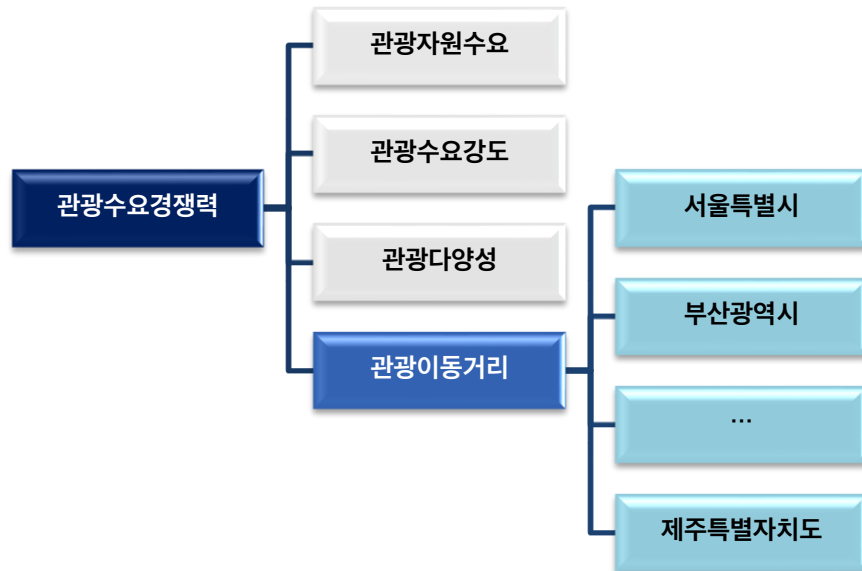 관광자원수요
관광수요강도
관광수요경쟁력
서울특별시
관광다양성
부산광역시
관광이동거리
...
제주특별자치도